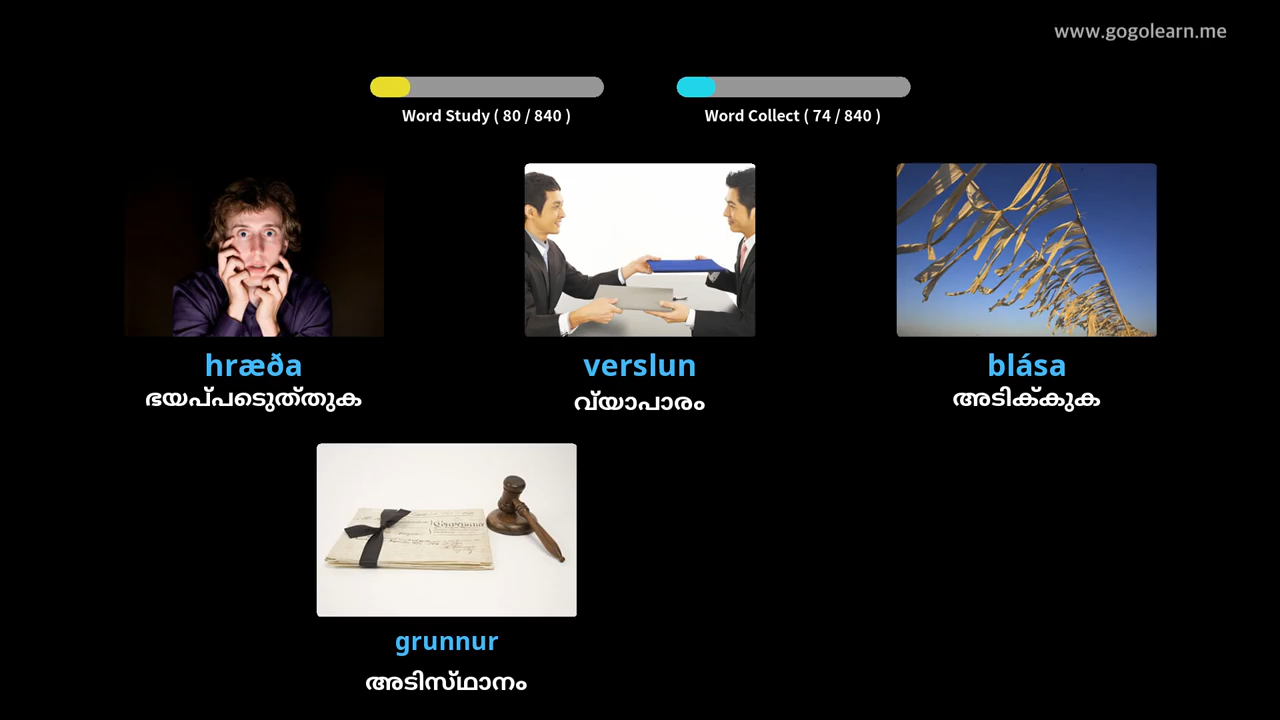 www.gogolearn.me
Word Study ( 80 / 840 )
Word Collect ( 74 / 840 )
hræða
verslun
blása
ഭയപ്പടെുത്തുക
വ്യാപാരം
അടിക്കുക
grunnur
അടിസ്ഥാനം